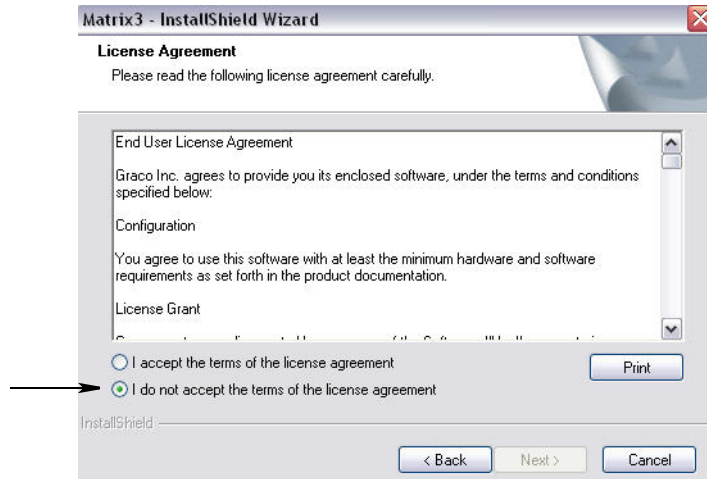 Matrix3 - InstallShield Wizard
License Agreement
Please read the following license agreement carefully.
End User License Agreement
Graco Inc. agrees to provide you its enclosed software, under the terms and conditions
specified below:
Configuration
You agree to use this software with at least the minimum hardware and software
requirements as set forth in the product documentation.
License Grant
I accept the terms of the license agreement
Print
I do not accept the terms of the license agreement
InstallShield
< Back
Next >
Cancel